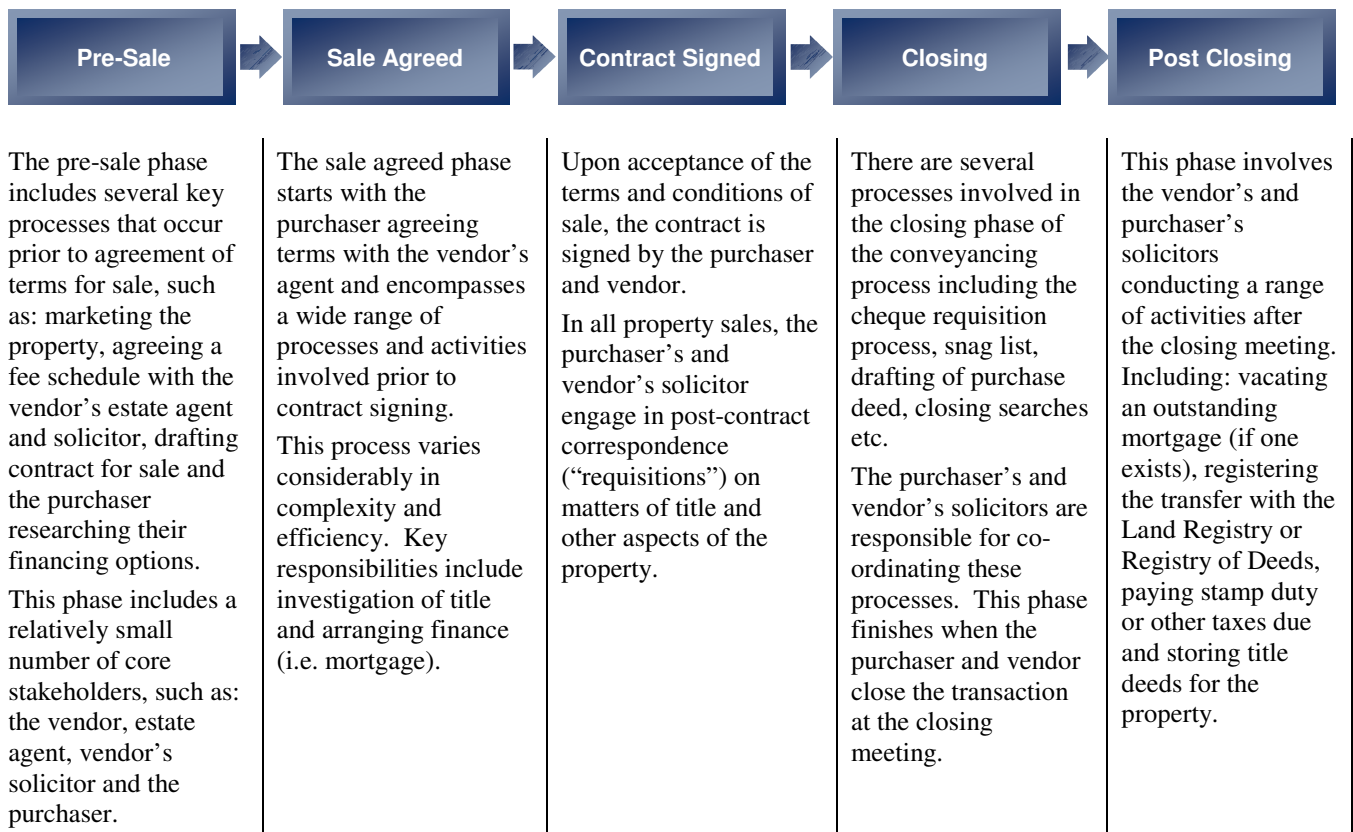 Pre-Sale
Sale Agreed
Contract Signed
Closing
Post Closing
The pre-sale phase
includes several key
processes that occur
prior to agreement of
terms for sale, such
as: marketing the
property, agreeing a
fee schedule with the
vendor’s estate agent
and solicitor, drafting
contract for sale and
the purchaser
researching their
financing options.
This phase includes a
relatively small
number of core
stakeholders, such as:
the vendor, estate
agent, vendor’s
solicitor and the
purchaser.
The sale agreed phase
starts with the
purchaser agreeing
terms with the vendor’s
agent and encompasses
a wide range of
processes and activities
involved prior to
contract signing.
This process varies
considerably in
complexity and
efficiency.  Key
responsibilities include
investigation of title
and arranging finance
(i.e. mortgage).
Upon acceptance of the
terms and conditions of
sale, the contract is
signed by the purchaser
and vendor.
In all property sales, the
purchaser’s and
vendor’s solicitor
engage in post-contract
correspondence
(“requisitions”) on
matters of title and
other aspects of the
property.
There are several
processes involved in
the closing phase of
the conveyancing
process including the
cheque requisition
process, snag list,
drafting of purchase
deed, closing searches
etc.
The purchaser’s and
vendor’s solicitors are
responsible for co-
ordinating these
processes.  This phase
finishes when the
purchaser and vendor
close the transaction
at the closing
meeting.
This phase involves
the vendor’s and
purchaser’s
solicitors
conducting a range
of activities after
the closing meeting.
Including: vacating
an outstanding
mortgage (if one
exists), registering
the transfer with the
Land Registry or
Registry of Deeds,
paying stamp duty
or other taxes due
and storing title
deeds for the
property.